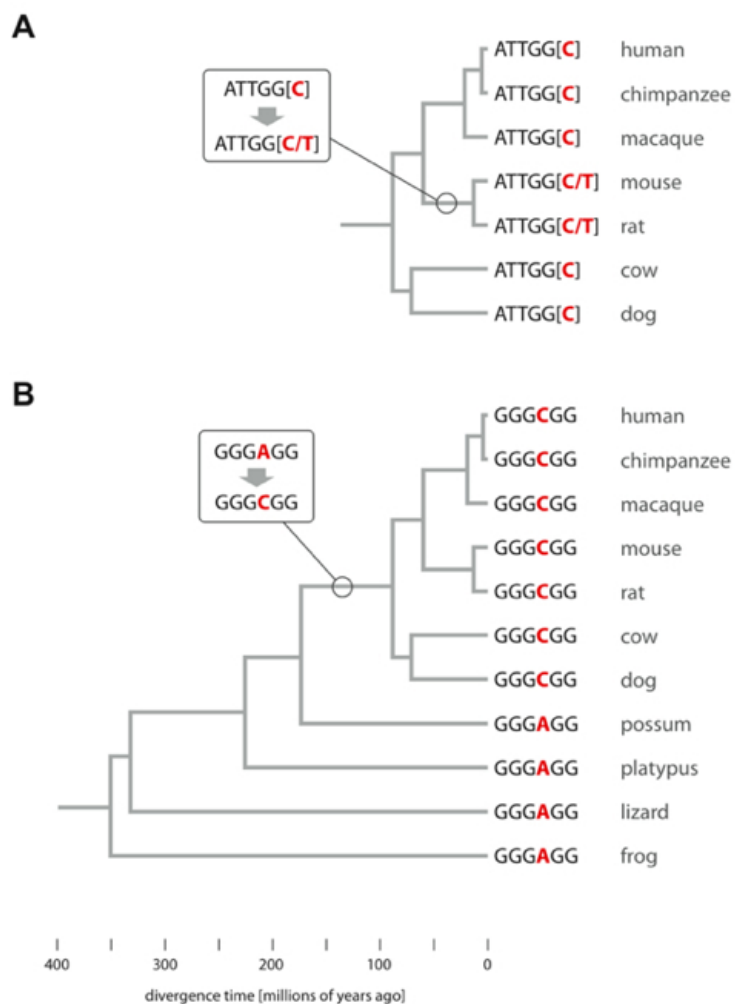 A
ATTGG[C]
ATTGG[C/T]
ATTGG[C] human
ATTGG[C] chimpanzee
ATTGG[C] macaque
ATTGG[C/T] mouse
ATTGG[C/T] rat
ATTGG[C] cow
ATTGG[C] dog
B
GGGAGG
GGGCGG
GGGCGG human
GGGCGG chimpanzee
GGGCGG macaque
GGGCGG mouse
GGGCGG rat
GGGCGG cow
GGGCGG dog
GGGAGG possum
GGGAGG platypus
GGGAGG lizard
GGGAGG frog
400 300 200 100 0
divergence time [millions of years ago]